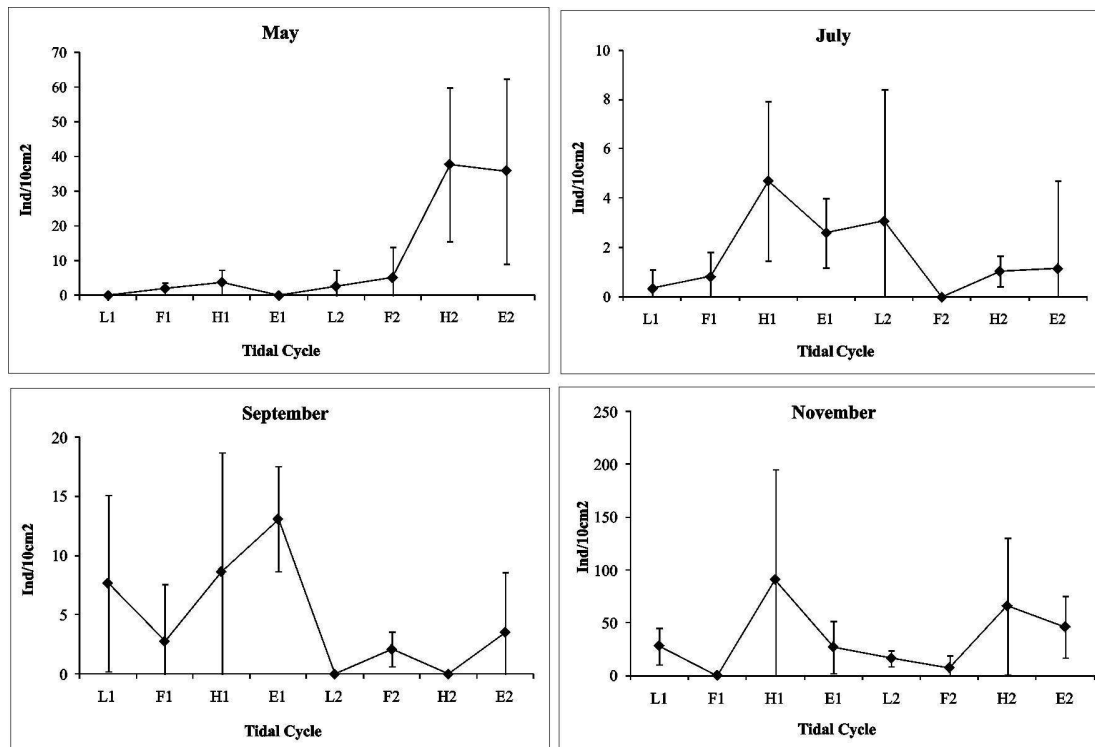 May
70
60
50
40
30
20
10
0
Ind/10cm2
L1 F1 H1 E1 L2 F2 H2 E2
Tidal Cycle
July
10
8
6
4
2
0
Ind/10cm2
L1 F1 H1 E1 L2 F2 H2 E2
Tidal Cycle
September
20
15
10
5
0
Ind/10cm2
L1 F1 H1 E1 L2 F2 H2 E2
Tidal Cycle
November
250
200
150
100
50
0
Ind/10cm2
L1 F1 H1 E1 L2 F2 H2 E2
Tidal Cycle